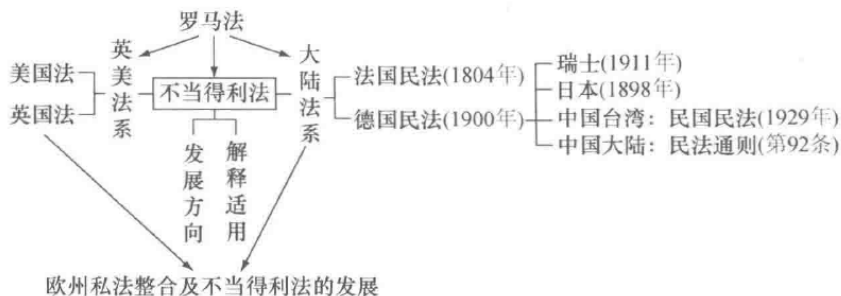 罗马法
英美法系
大陆法系
美国法
英国法
不当得利法
法国民法(1804年)
德国民法(1900年)
瑞士(1911年)
日本(1898年)
中国台湾：民国民法(1929年)
中国大陆：民法通则(第92条)
发展方向
解释适用
欧州私法整合及不当得利法的发展